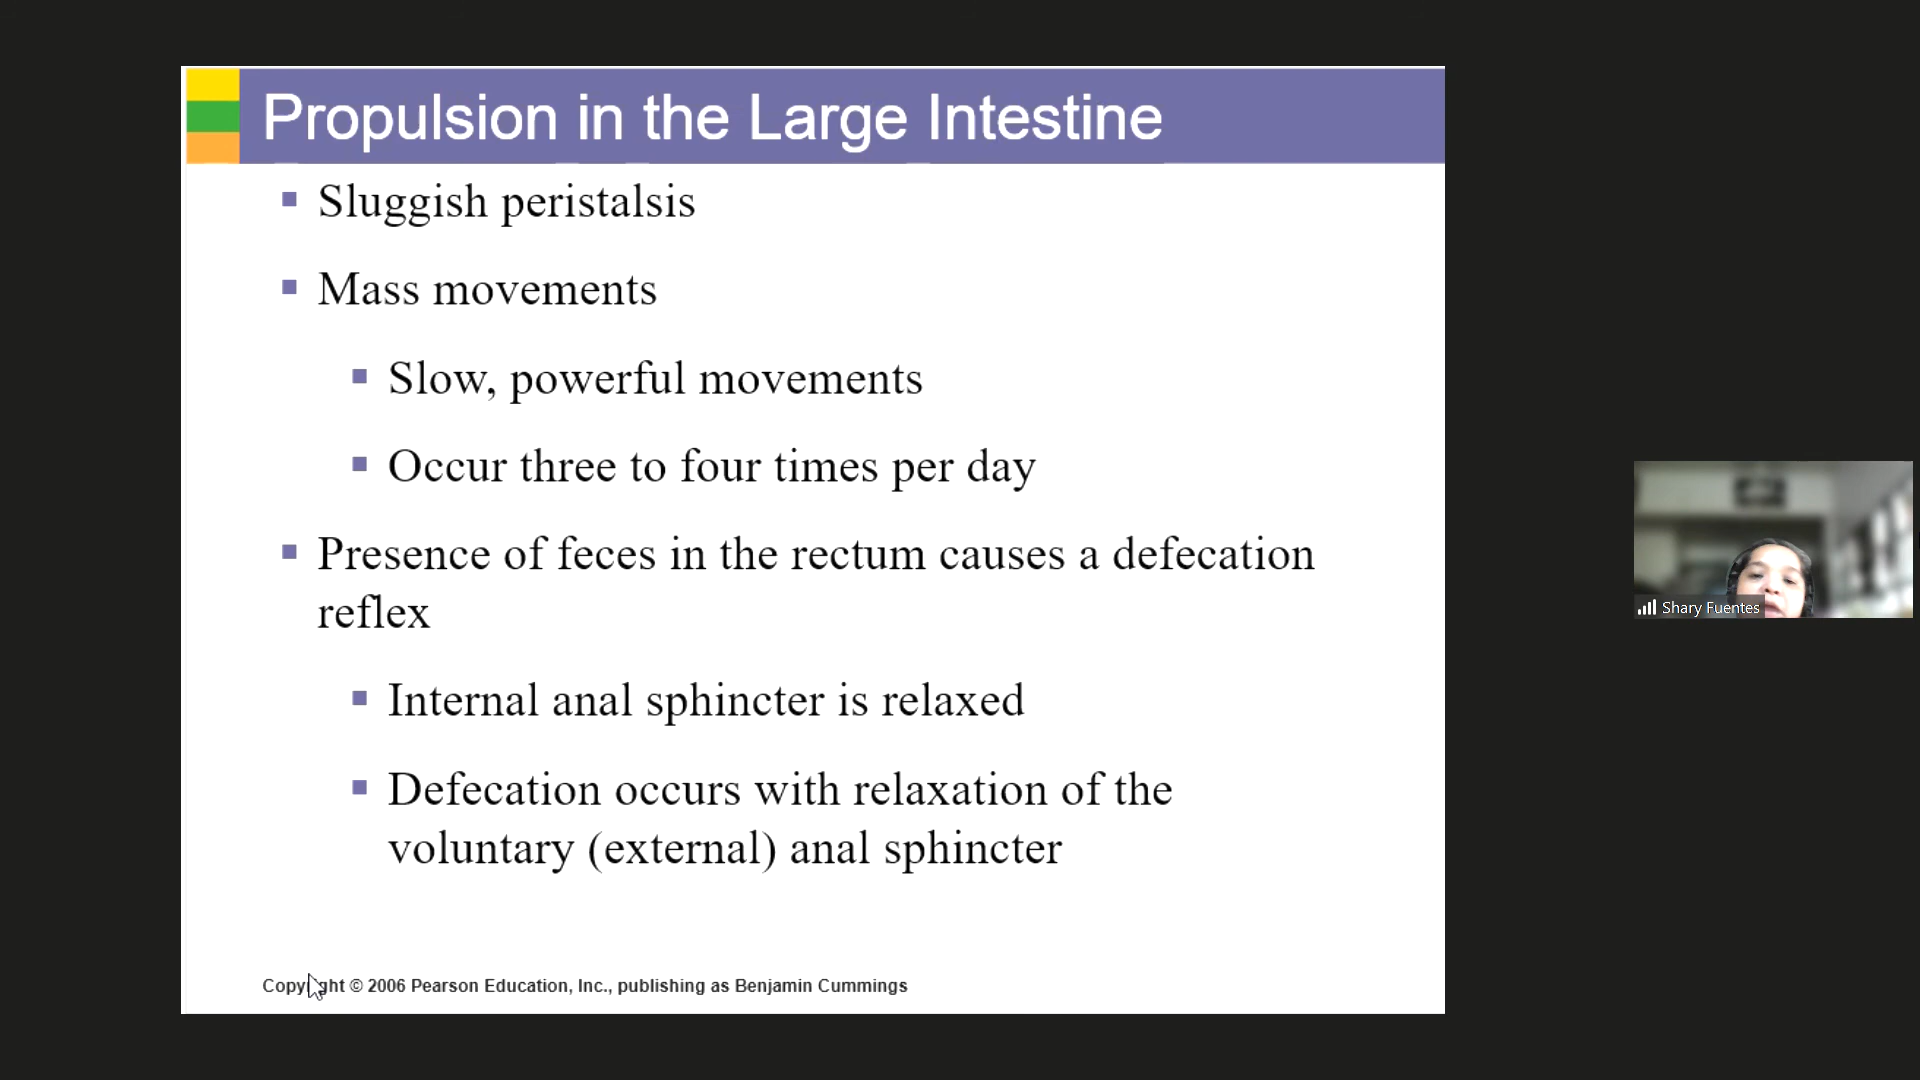 Propulsion in the Large Intestine
Sluggish peristalsis
Mass movements
Slow, powerful movements
Occur three to four times per day
Presence of feces in the rectum causes a defecation
reflex
Internal anal sphincter is relaxed
Defecation occurs with relaxation of the
voluntary (external) anal sphincter
Copyright © 2006 Pearson Education, Inc., publishing as Benjamin Cummings
Shary Fuentes